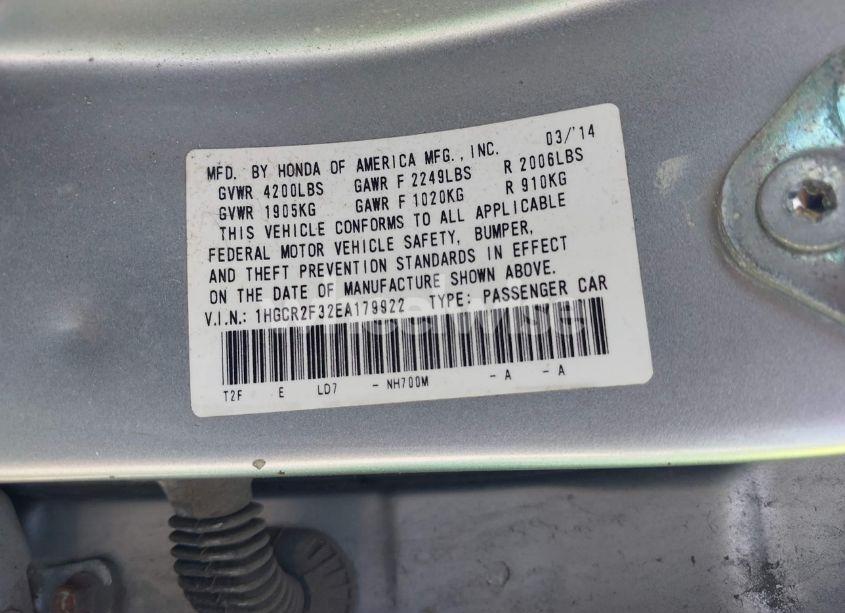 MFD. BY HONDA OF AMERICA MFG., INC. 03/'14
GVWR 4200LBS GAWR F 2249LBS R 2006LBS
GVWR 1905KG GAWR F 1020KG R 910KG
THIS VEHICLE CONFORMS TO ALL APPLICABLE
FEDERAL MOTOR VEHICLE SAFETY, BUMPER,
AND THEFT PREVENTION STANDARDS IN EFFECT
ON THE DATE OF MANUFACTURE SHOWN ABOVE.
V.I.N.: 1HGCR2F32EA179922 TYPE: PASSENGER CAR
T2F E LD7 - NH700M - A - A